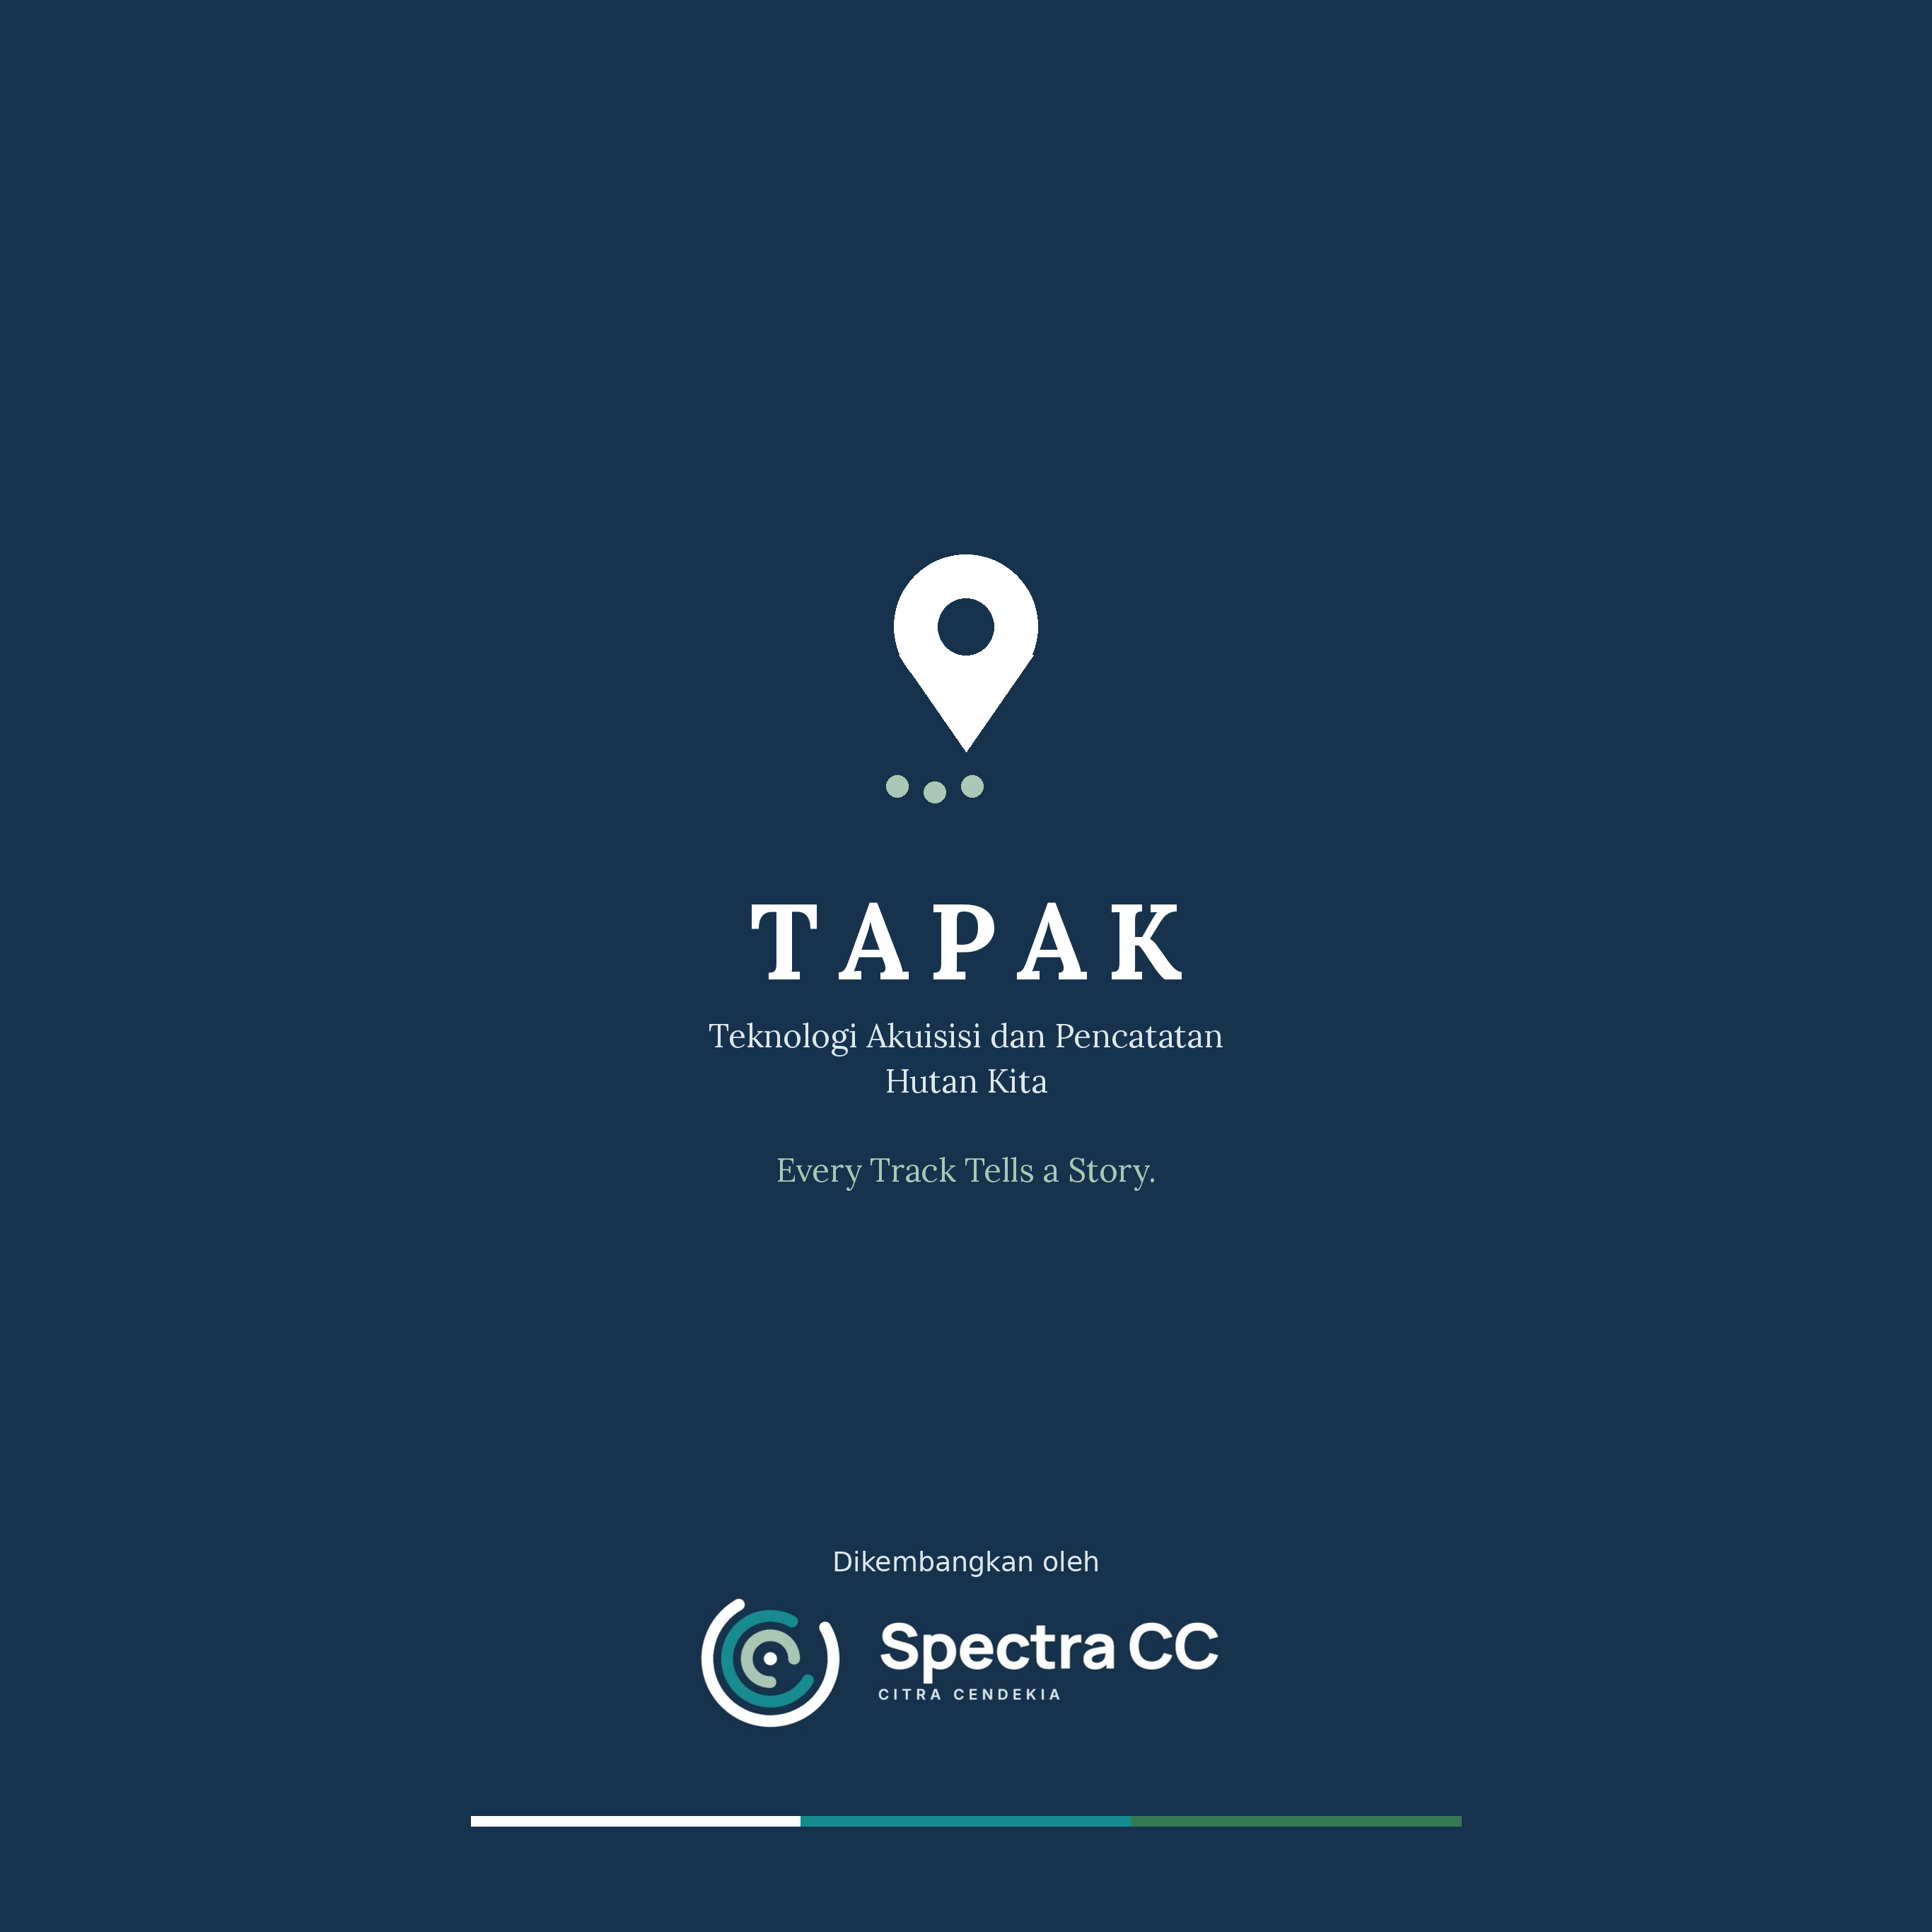 TAPAK
Teknologi Akuisisi dan Pencatatan
Hutan Kita
Every Track Tells a Story.
Dikembangkan oleh
Spectra CC
CITRA CENDEKIA